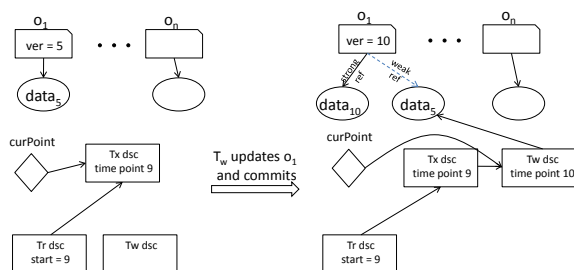 o1
on
ver = 5
data5
curPoint
Tx dsc
time point 9
Tr dsc
start = 9
Tw dsc
Tw updates o1
and commits
o1
on
ver = 10
strong
ref
weak
ref
data10
data5
curPoint
Tx dsc
time point 9
Tw dsc
time point 10
Tr dsc
start = 9